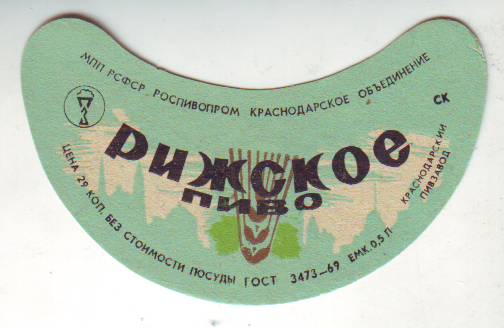 МПП РСФСР РОСПИВОПРОМ КРАСНОДАРСКОЕ ОБЪЕДИНЕНИЕ
СК
РИЖСКОЕ
ПИВО
КРАСНОДАРСКИЙ
ПИВЗАВОД
ЦЕНА 29 КОП. БЕЗ СТОИМОСТИ ПОСУДЫ ГОСТ 3473—69 ЕМК. 0,5 Л